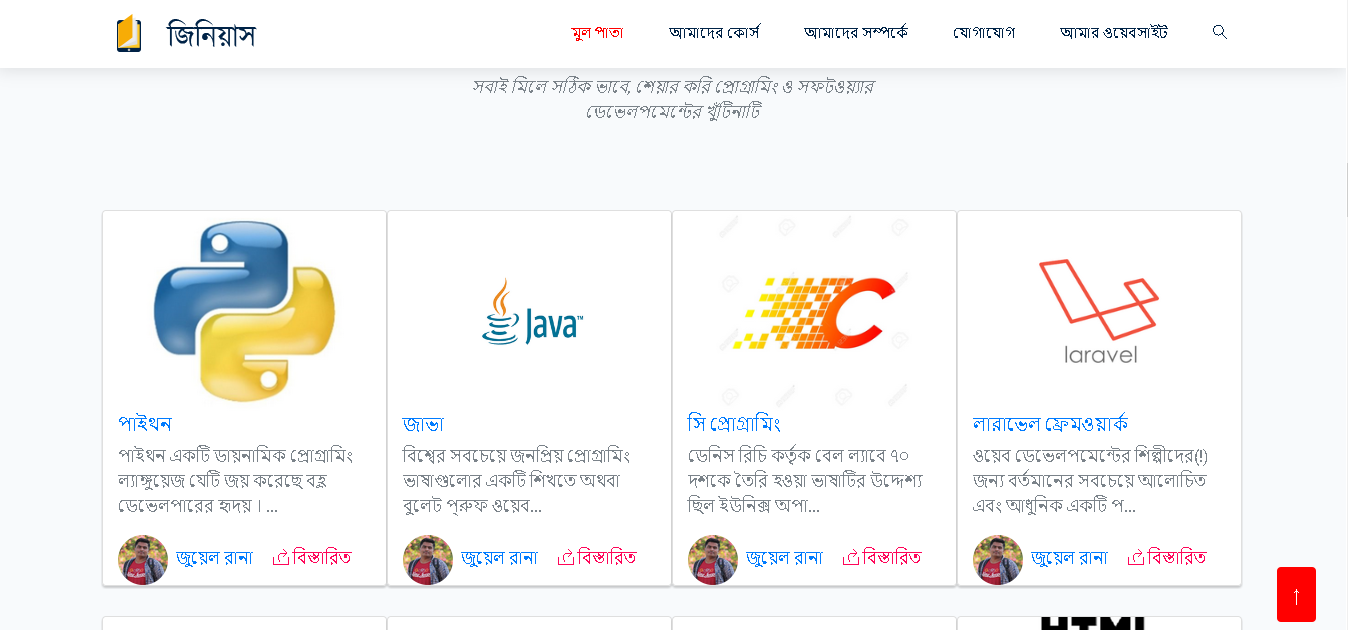 জিনিয়াস
মুল পাতা
আমাদের কোর্স
আমাদের সম্পর্কে
যোগাযোগ
আমার ওয়েবসাইট
সবাই মিলে সঠিক ভাবে, শেয়ার করি প্রোগ্রামিং ও সফটওয়্যার
ডেভেলপমেন্টের খুঁটিনাটি
Java™
laravel
পাইথন
পাইথন একটি ডায়নামিক প্রোগ্রামিং
ল্যাঙ্গুয়েজ যেটি জয় করেছে বহু
ডেভেলপারের হৃদয় । ...
জুয়েল রানা
বিস্তারিত
জাভা
বিশ্বের সবচেয়ে জনপ্রিয় প্রোগ্রামিং
ভাষাগুলোর একটি শিখতে অথবা
বুলেট প্রুফ ওয়েব...
জুয়েল রানা
বিস্তারিত
সি প্রোগ্রামিং
ডেনিস রিচি কর্তৃক বেল ল্যাবে ৭০
দশকে তৈরি হওয়া ভাষাটির উদ্দেশ্য
ছিল ইউনিক্স অপা...
জুয়েল রানা
বিস্তারিত
লারাভেল ফ্রেমওয়ার্ক
ওয়েব ডেভেলপমেন্টের শিল্পীদের(!)
জন্য বর্তমানের সবচেয়ে আলোচিত
এবং আধুনিক একটি প...
জুয়েল রানা
বিস্তারিত
HTML